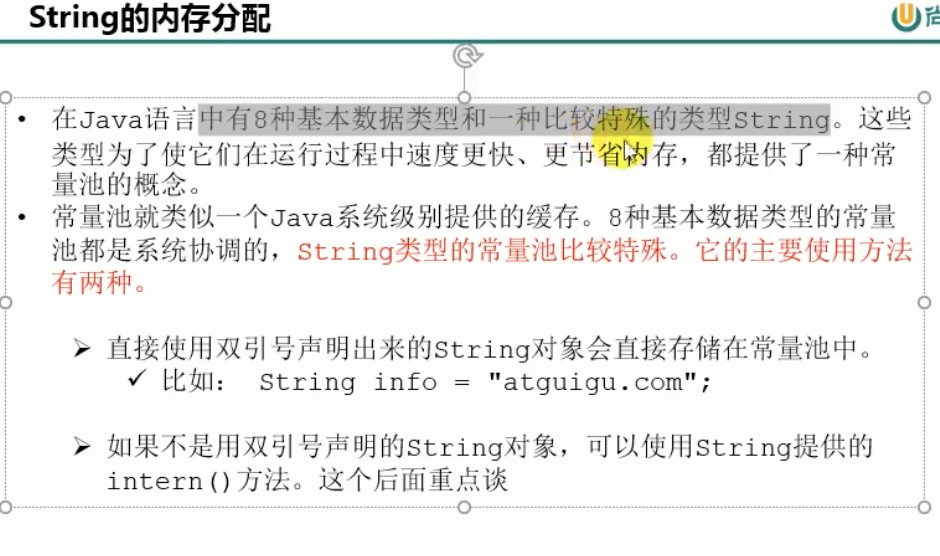 String的内存分配
尚
• 在Java语言中有8种基本数据类型和一种比较特殊的类型String。这些
类型为了使它们在运行过程中速度更快、更节省内存，都提供了一种常
量池的概念。
• 常量池就类似一个Java系统级别提供的缓存。8种基本数据类型的常量
池都是系统协调的，String类型的常量池比较特殊。它的主要使用方法
有两种。
➢ 直接使用双引号声明出来的String对象会直接存储在常量池中。
✓ 比如： String info = "atguigu.com";
➢ 如果不是用双引号声明的String对象，可以使用String提供的
intern()方法。这个后面重点谈